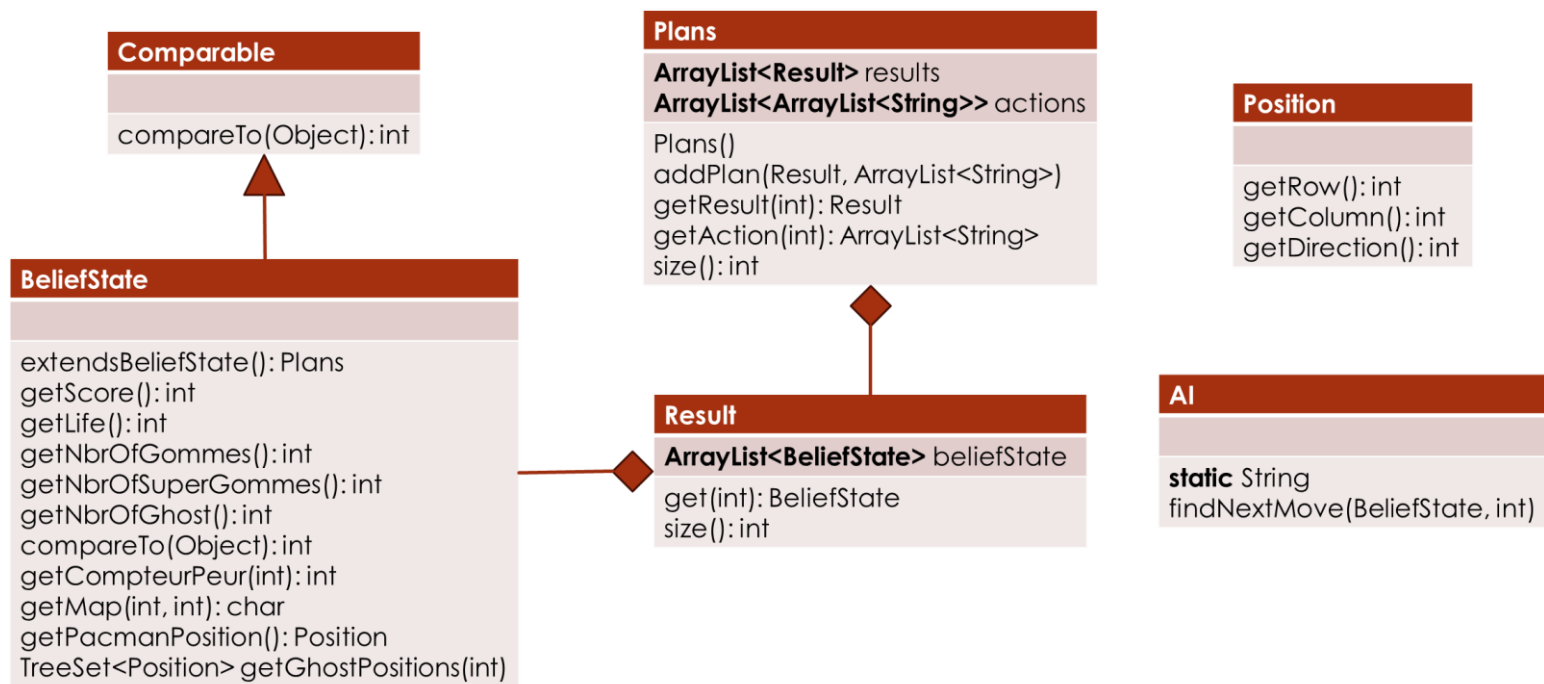 Comparable
compareTo(Object): int
BeliefState
extendsBeliefState(): Plans
getScore(): int
getLife(): int
getNbrOfGommes(): int
getNbrOfSuperGommes(): int
getNbrOfGhost(): int
compareTo(Object): int
getCompteurPeur(int): int
getMap(int, int): char
getPacmanPosition(): Position
TreeSet<Position> getGhostPositions(int)
Plans
ArrayList<Result> results
ArrayList<ArrayList<String>> actions
Plans()
addPlan(Result, ArrayList<String>)
getResult(int): Result
getAction(int): ArrayList<String>
size(): int
Result
ArrayList<BeliefState> beliefState
get(int): BeliefState
size(): int
Position
getRow(): int
getColumn(): int
getDirection(): int
AI
static String
findNextMove(BeliefState, int)